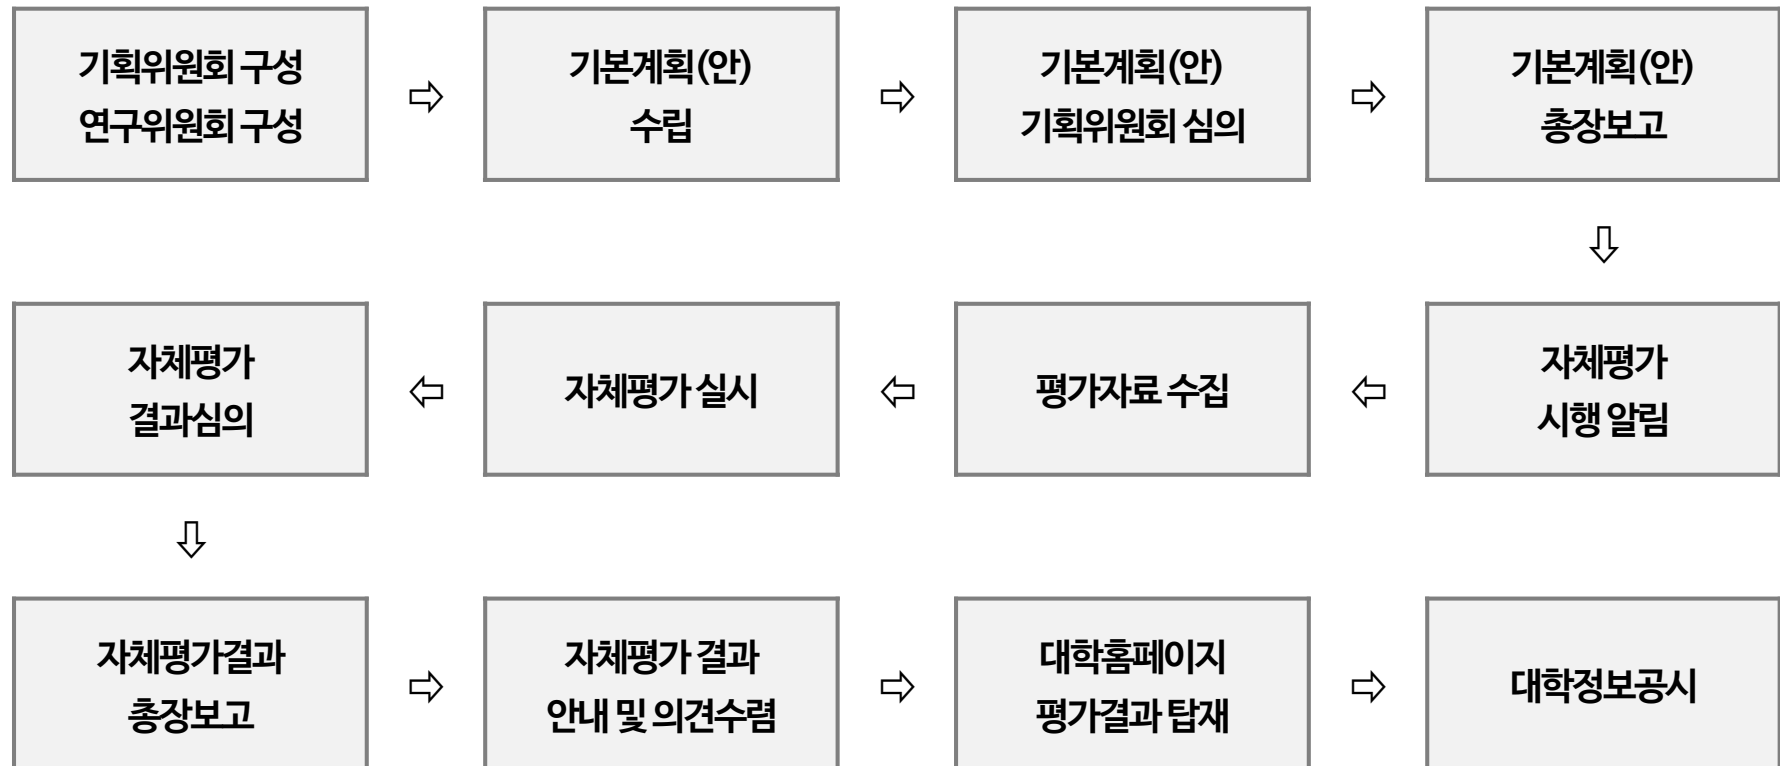 기획위원회 구성
연구위원회 구성
⇨
기본계획(안)
수립
⇨
기본계획(안)
기획위원회 심의
⇨
기본계획(안)
총장보고
⇩
자체평가
시행 알림
⇦
평가자료 수집
⇦
자체평가 실시
⇦
자체평가
결과심의
⇩
자체평가결과
총장보고
⇨
자체평가 결과
안내 및 의견수렴
⇨
대학홈페이지
평가결과 탑재
⇨
대학정보공시